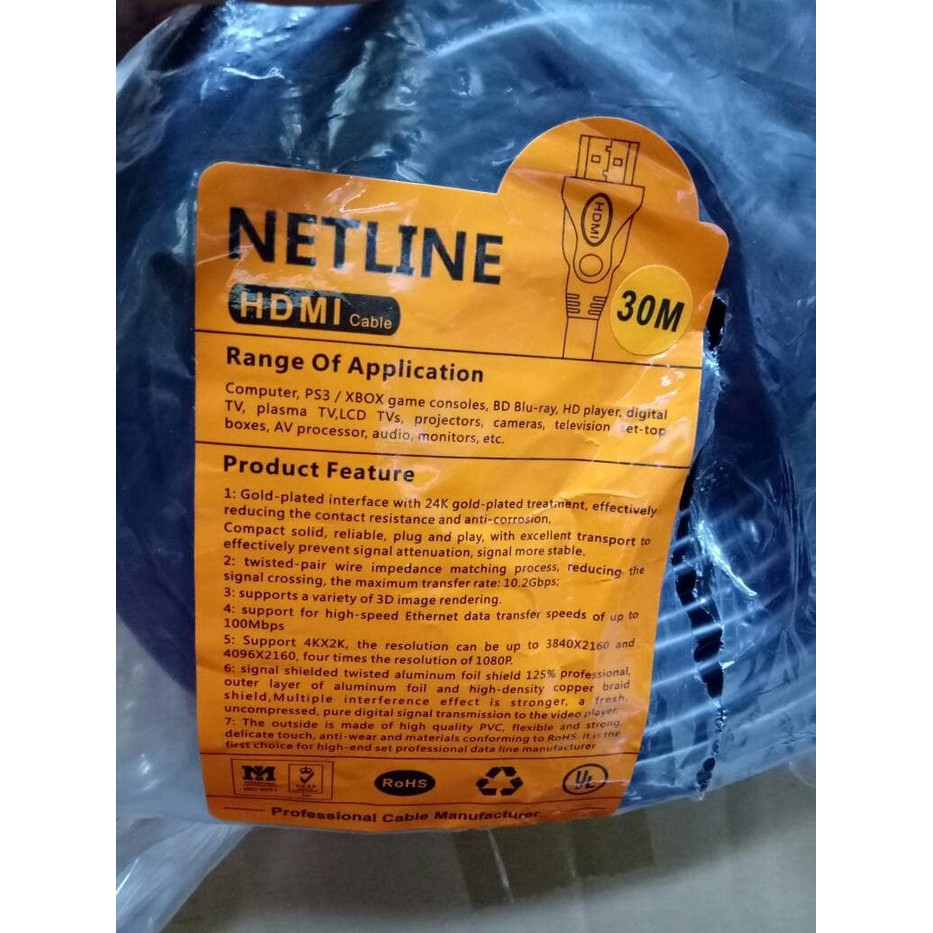 HDMI
NETLINE
HDMI Cable
30M
Range Of Application
Computer, PS3 / XBOX game consoles, BD Blu-ray, HD player, digital
TV, plasma TV,LCD TVs, projectors, cameras, television set-top
boxes, AV processor, audio, monitors, etc.
Product Feature
1: Gold-plated interface with 24K gold-plated treatment, effectively
reducing the contact resistance and anti-corrosion,
Compact solid, reliable, plug and play, with excellent transport to
effectively prevent signal attenuation, signal more stable.
2: twisted-pair wire impedance matching process, reducing the
signal crossing, the maximum transfer rate: 10.2Gbps;
3: supports a variety of 3D image rendering.
4: support for high-speed Ethernet data transfer speeds of up to
100Mbps
5: Support 4KX2K, the resolution can be up to 3840X2160 and
4096X2160, four times the resolution of 1080P.
6: signal shielded twisted aluminum foil shield 125% professional,
outer layer of aluminum foil and high-density copper braid
shield,Multiple interference effect is stronger, a fresh,
uncompressed, pure digital signal transmission to the video player.
7: The outside is made of high quality PVC, flexible and strong,
delicate touch, anti-wear and materials conforming to RoHS. It is the
first choice for high-end set professional data line manufacturer
RoHS
UL
Professional Cable Manufacturer